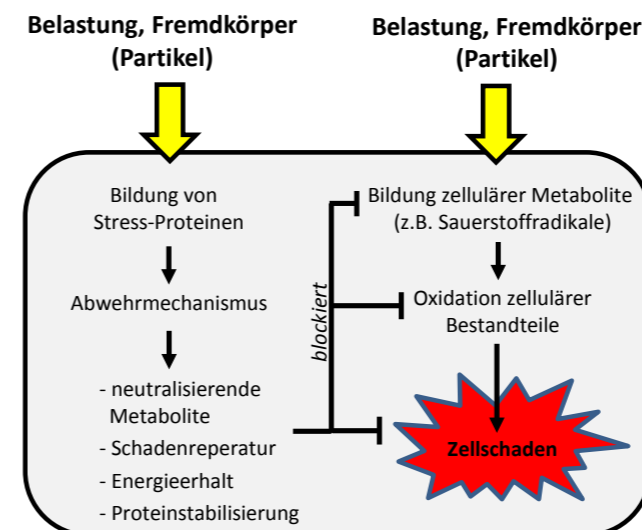 Belastung, Fremdkörper
(Partikel)
Belastung, Fremdkörper
(Partikel)
Bildung von
Stress-Proteinen
Abwehrmechanismus
- neutralisierende
Metabolite
- Schadenreperatur
- Energieerhalt
- Proteinstabilisierung
blockiert
Bildung zellulärer Metabolite
(z.B. Sauerstoffradikale)
Oxidation zellulärer
Bestandteile
Zellschaden